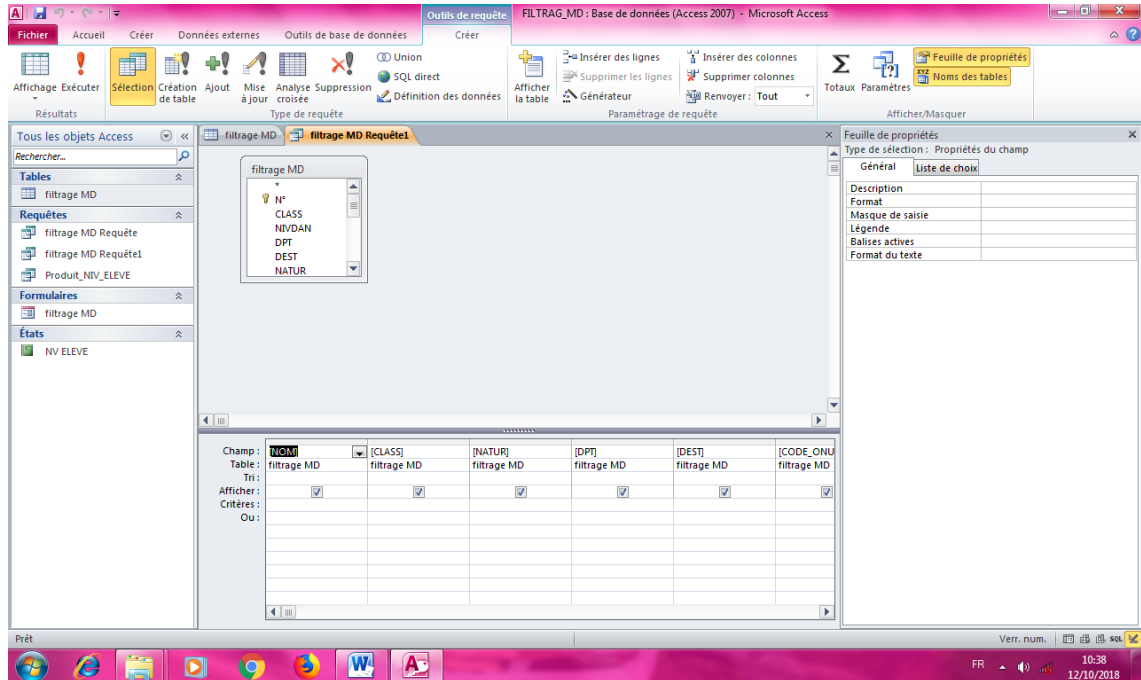 Outils de requête FILTRAG_MD : Base de données (Access 2007) - Microsoft Access
Fichier Accueil Créer Données externes Outils de base de données Créer
Affichage Exécuter Sélection Création de table Ajout Mise à jour Analyse croisée Suppression
Union
SQL direct
Définition des données
Afficher la table
Insérer des lignes
Supprimer les lignes
Générateur
Insérer des colonnes
Supprimer colonnes
Renvoyer : Tout
Totaux Paramètres
Feuille de propriétés
Noms des tables
Résultats Type de requête Paramétrage de requête Afficher/Masquer
Tous les objets Access
Rechercher...
Tables
filtrage MD
Requêtes
filtrage MD Requête
filtrage MD Requête1
Produit_NIV_ELEVE
Formulaires
filtrage MD
États
NV ELEVE
filtrage MD filtrage MD Requête1
filtrage MD
*
N°
CLASS
NIVDAN
DPT
DEST
NATUR
Champ : [NOM] [CLASS] [NATUR] [DPT] [DEST] [CODE_ONU
Table : filtrage MD filtrage MD filtrage MD filtrage MD filtrage MD filtrage MD
Tri :
Afficher :
Critères :
Ou :
Feuille de propriétés
Type de sélection : Propriétés du champ
Général Liste de choix
Description
Format
Masque de saisie
Légende
Balises actives
Format du texte
Prêt Verr. num. SQL
FR 10:38
12/10/2018